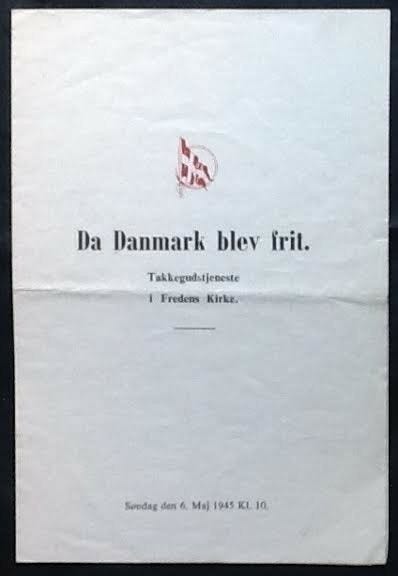 Da Danmark blev frit.
Takkegudstjeneste
i Fredens Kirke.
Søndag den 6. Maj 1945 Kl. 10.